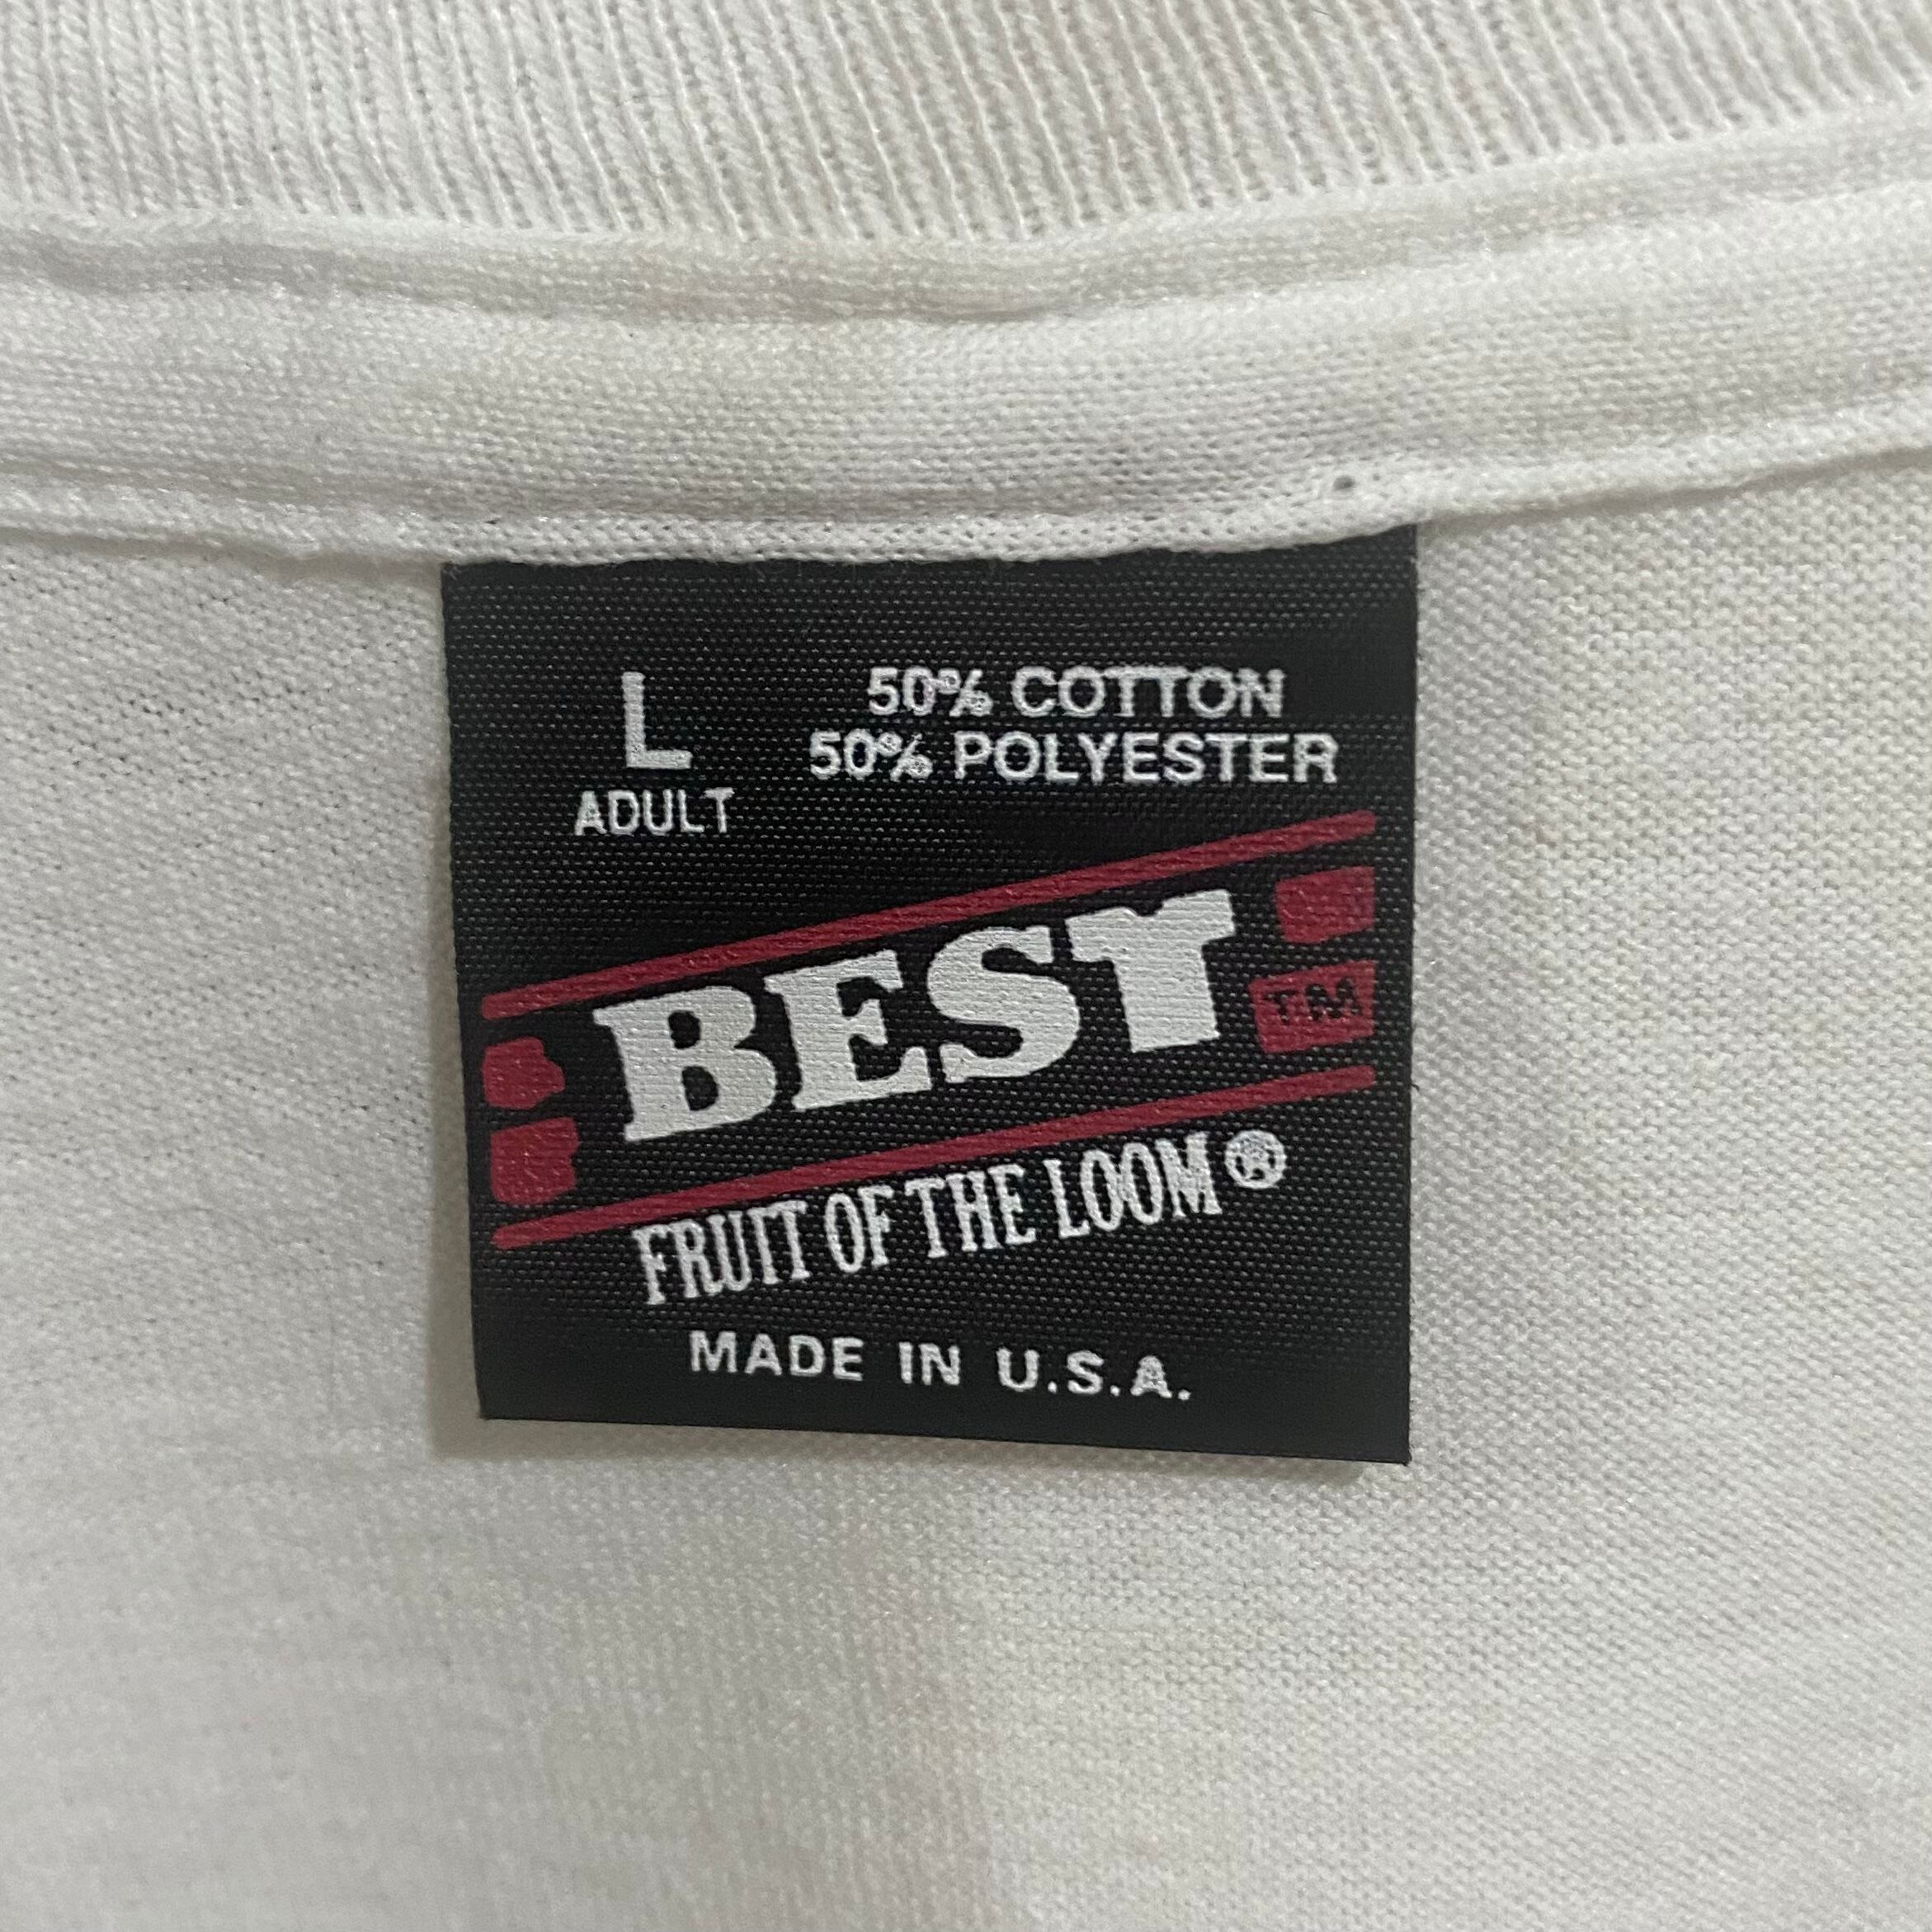 L
ADULT
50% COTTON
50% POLYESTER
BEST
TM
FRUIT OF THE LOOM®
MADE IN U.S.A.